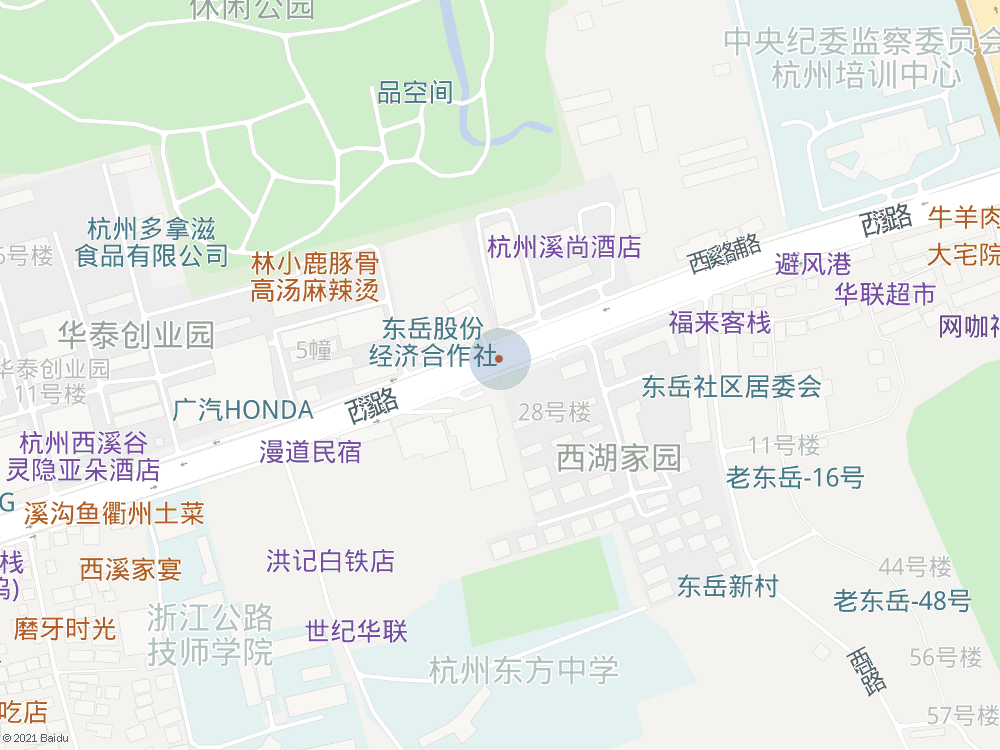 休闲公园
中央纪委监察委员会
杭州培训中心
品空间
西溪路
牛羊肉
大宅院
杭州多拿滋
食品有限公司
5号楼
杭州溪尚酒店
西溪路辅路
林小鹿豚骨
高汤麻辣烫
避风港
华联超市
福来客栈
网咖
华泰创业园
东岳股份
经济合作社
5幢
华泰创业园
11号楼
东岳社区居委会
广汽HONDA
西溪路
28号楼
杭州西溪谷
灵隐亚朵酒店
漫道民宿
西湖家园
11号楼
老东岳-16号
G
溪沟鱼衢州土菜
栈
坞)
西溪家宴
洪记白铁店
44号楼
东岳新村
老东岳-48号
浙江公路
技师学院
磨牙时光
世纪华联
杭州东方中学
56号楼
吃店
57号楼
© 2021 Baidu